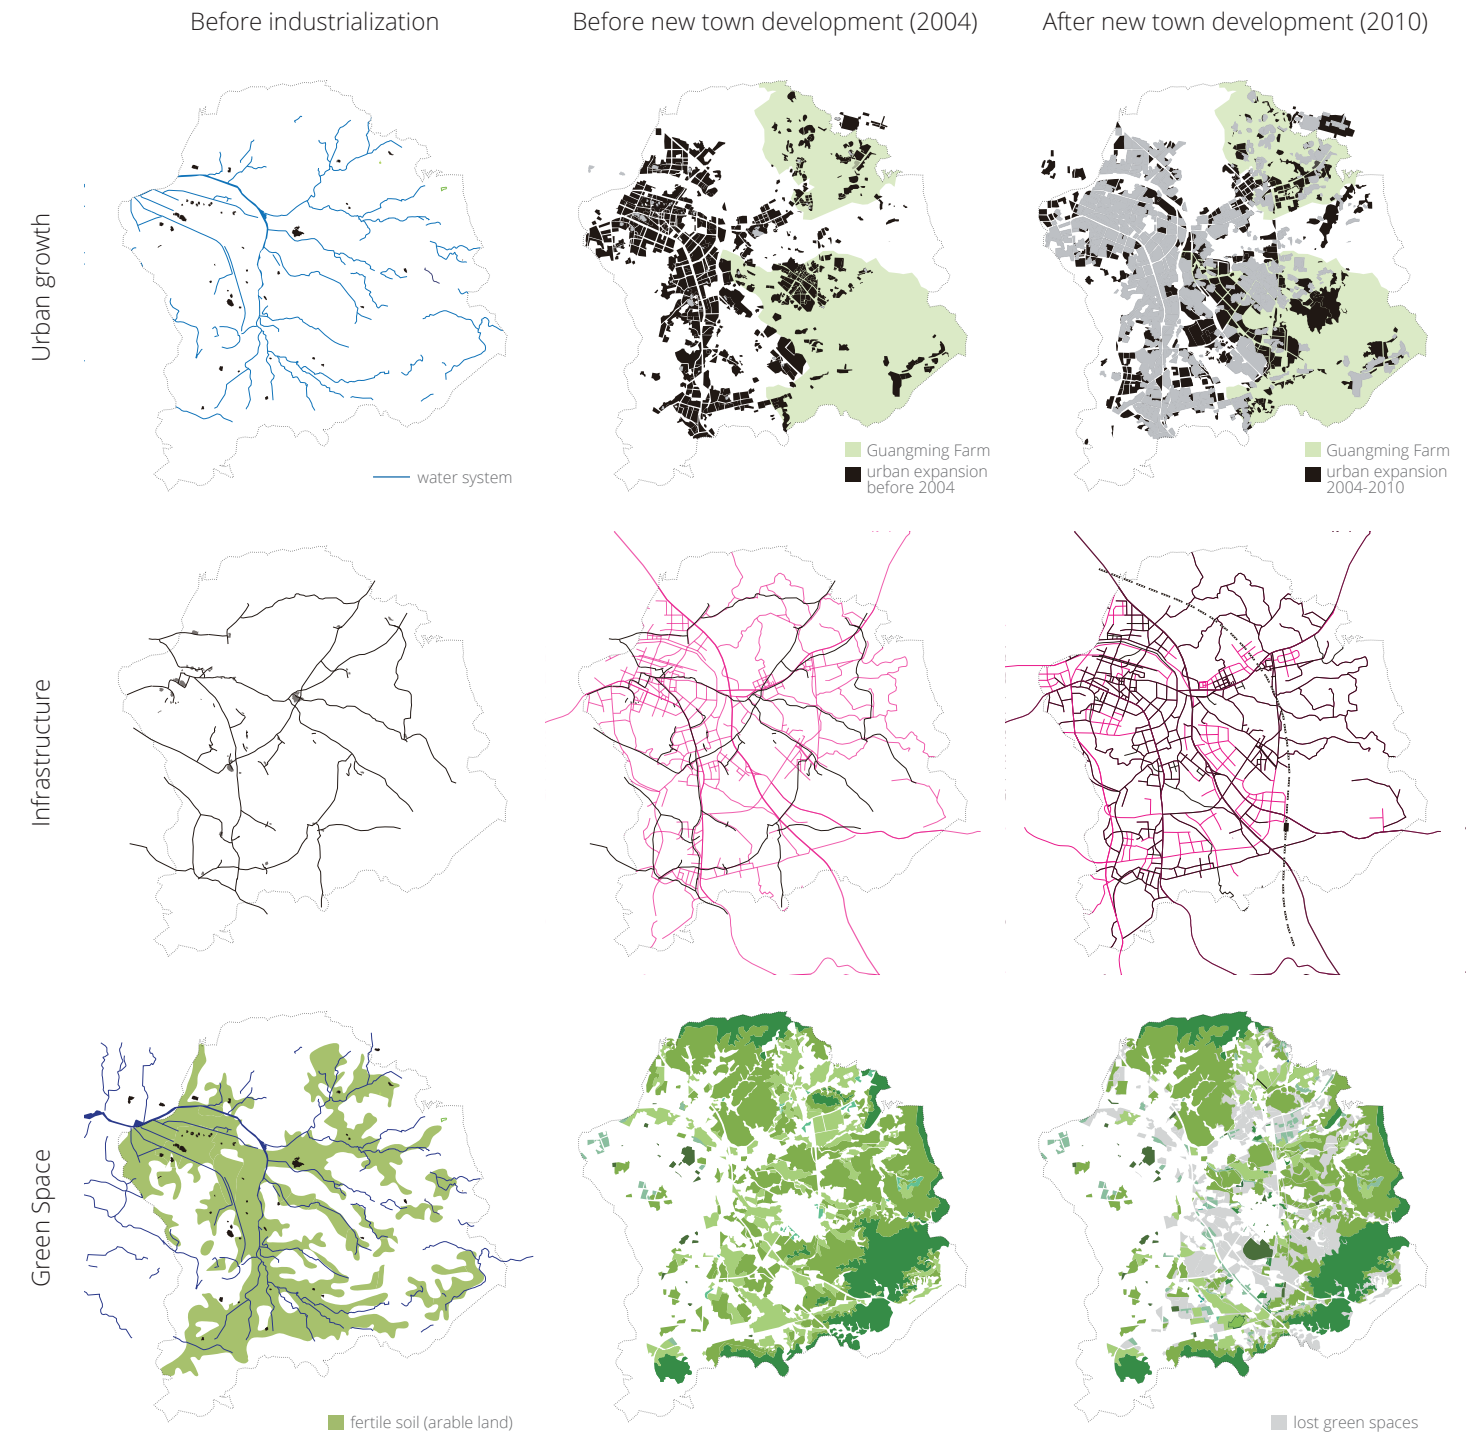 Before industrialization
Before new town development (2004)
After new town development (2010)
Urban growth
water system
Guangming Farm
urban expansion
before 2004
Guangming Farm
urban expansion
2004-2010
Infrastructure
Green Space
fertile soil (arable land)
lost green spaces